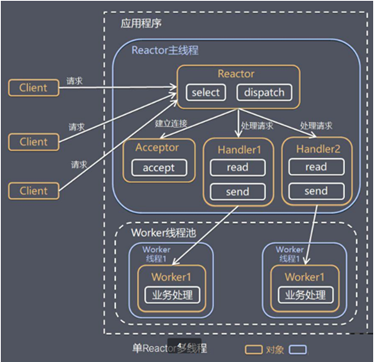 应用程序
Reactor主线程
Reactor
select
dispatch
Client
请求
Client
请求
Client
请求
建立连接
处理请求
处理请求
Acceptor
accept
Handler1
read
send
Handler2
read
send
Worker线程池
Worker
线程1
Worker1
业务处理
Worker
线程1
Worker1
业务处理
单Reactor多线程
对象